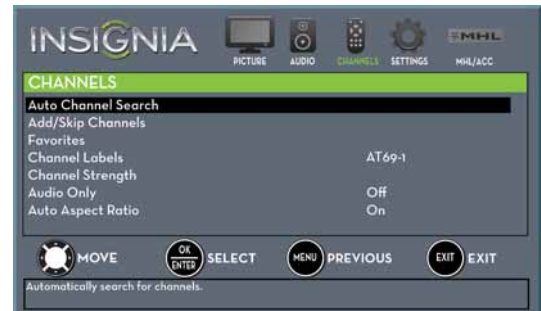 INSIGNIA
PICTURE AUDIO CHANNELS SETTINGS MHL/ACC
MHL
CHANNELS
Auto Channel Search
Add/Skip Channels
Favorites
Channel Labels AT69-1
Channel Strength
Audio Only Off
Auto Aspect Ratio On
MOVE OK ENTER SELECT MENU PREVIOUS EXIT EXIT
Automatically search for channels.